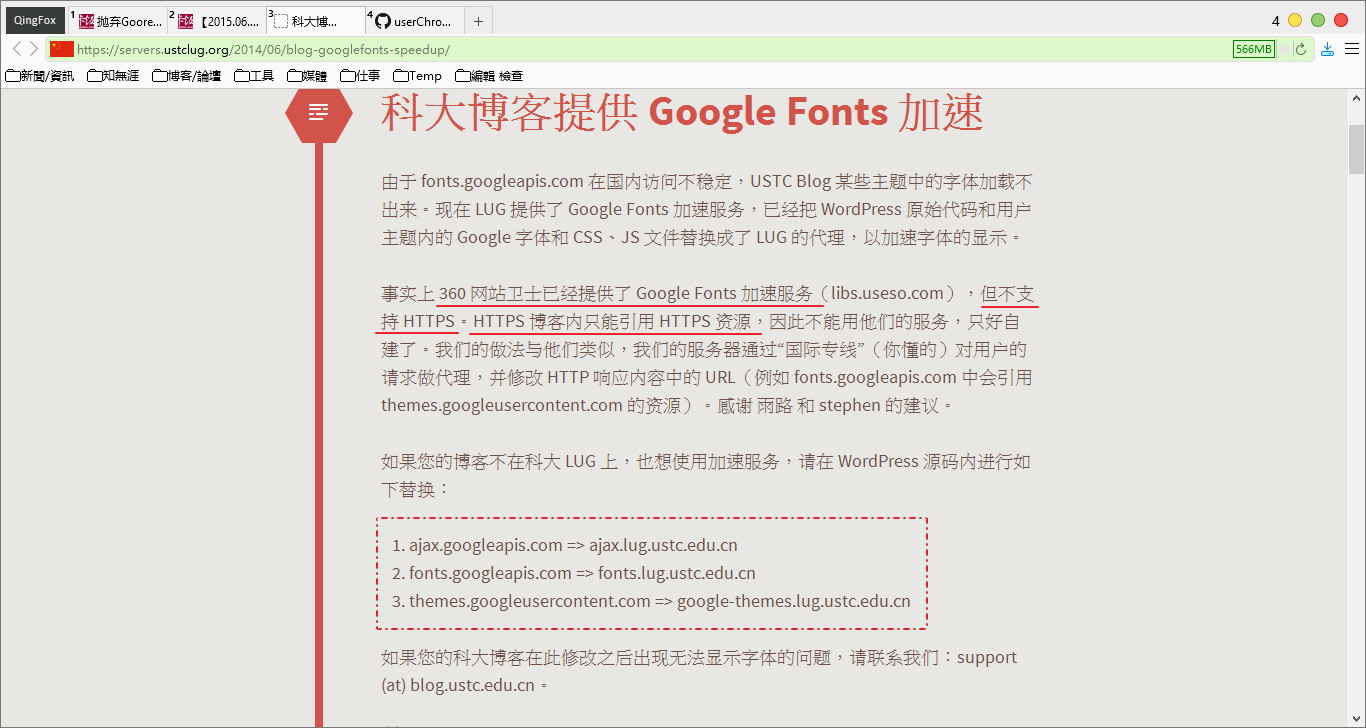 QingFox 1 抛弃Goore... 2 【2015.06.... 3 科大博... 4 userChro... + 4
https://servers.ustclug.org/2014/06/blog-googlefonts-speedup/ 566MB
新聞/資訊 知無涯 博客/論壇 工具 媒體 仕事 Temp 編輯 檢查
科大博客提供 Google Fonts 加速
由于 fonts.googleapis.com 在国内访问不稳定，USTC Blog 某些主题中的字体加载不
出来。现在 LUG 提供了 Google Fonts 加速服务，已经把 WordPress 原始代码和用户
主题内的 Google 字体和 CSS、JS 文件替换成了 LUG 的代理，以加速字体的显示。
事实上 360 网站卫士已经提供了 Google Fonts 加速服务（libs.useso.com），但不支
持 HTTPS。HTTPS 博客内只能引用 HTTPS 资源，因此不能用他们的服务，只好自
建了。我们的做法与他们类似，我们的服务器通过“国际专线”（你懂的）对用户的
请求做代理，并修改 HTTP 响应内容中的 URL（例如 fonts.googleapis.com 中会引用
themes.googleusercontent.com 的资源）。感谢 雨路 和 stephen 的建议。
如果您的博客不在科大 LUG 上，也想使用加速服务，请在 WordPress 源码内进行如
下替换：
1. ajax.googleapis.com => ajax.lug.ustc.edu.cn
2. fonts.googleapis.com => fonts.lug.ustc.edu.cn
3. themes.googleusercontent.com => google-themes.lug.ustc.edu.cn
如果您的科大博客在此修改之后出现无法显示字体的问题，请联系我们：support
(at) blog.ustc.edu.cn。